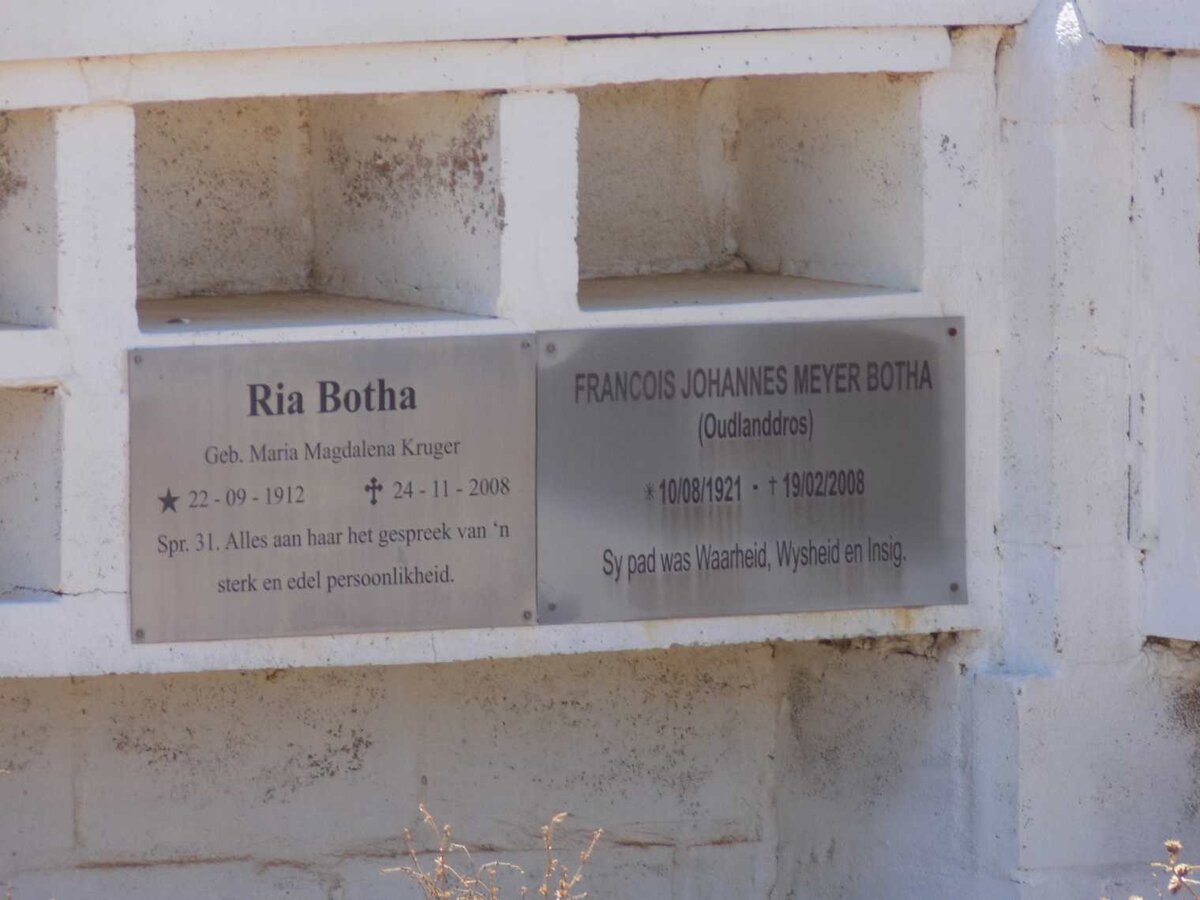 Ria Botha
Geb. Maria Magdalena Kruger
★ 22 - 09 - 1912 ✝ 24 - 11 - 2008
Spr. 31. Alles aan haar het gespreek van ‘n
sterk en edel persoonlikheid.
FRANCOIS JOHANNES MEYER BOTHA
(Oudlanddros)
* 10/08/1921 • † 19/02/2008
Sy pad was Waarheid, Wysheid en Insig.